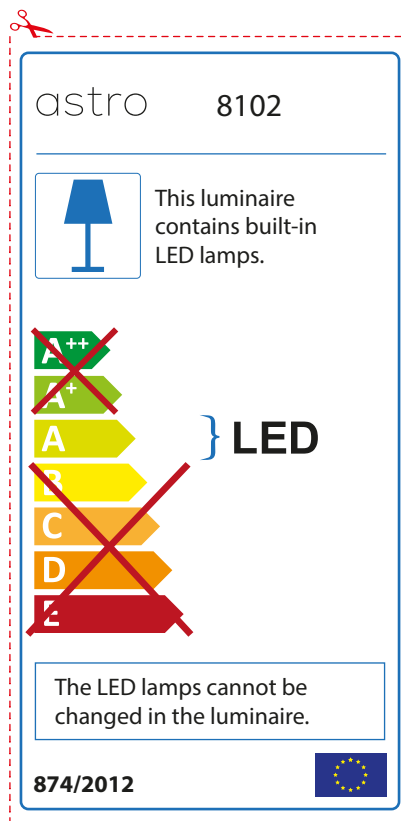 astro 8102
This luminaire
contains built-in
LED lamps.
A++
A+
A
} LED
B
C
D
E
The LED lamps cannot be
changed in the luminaire.
874/2012